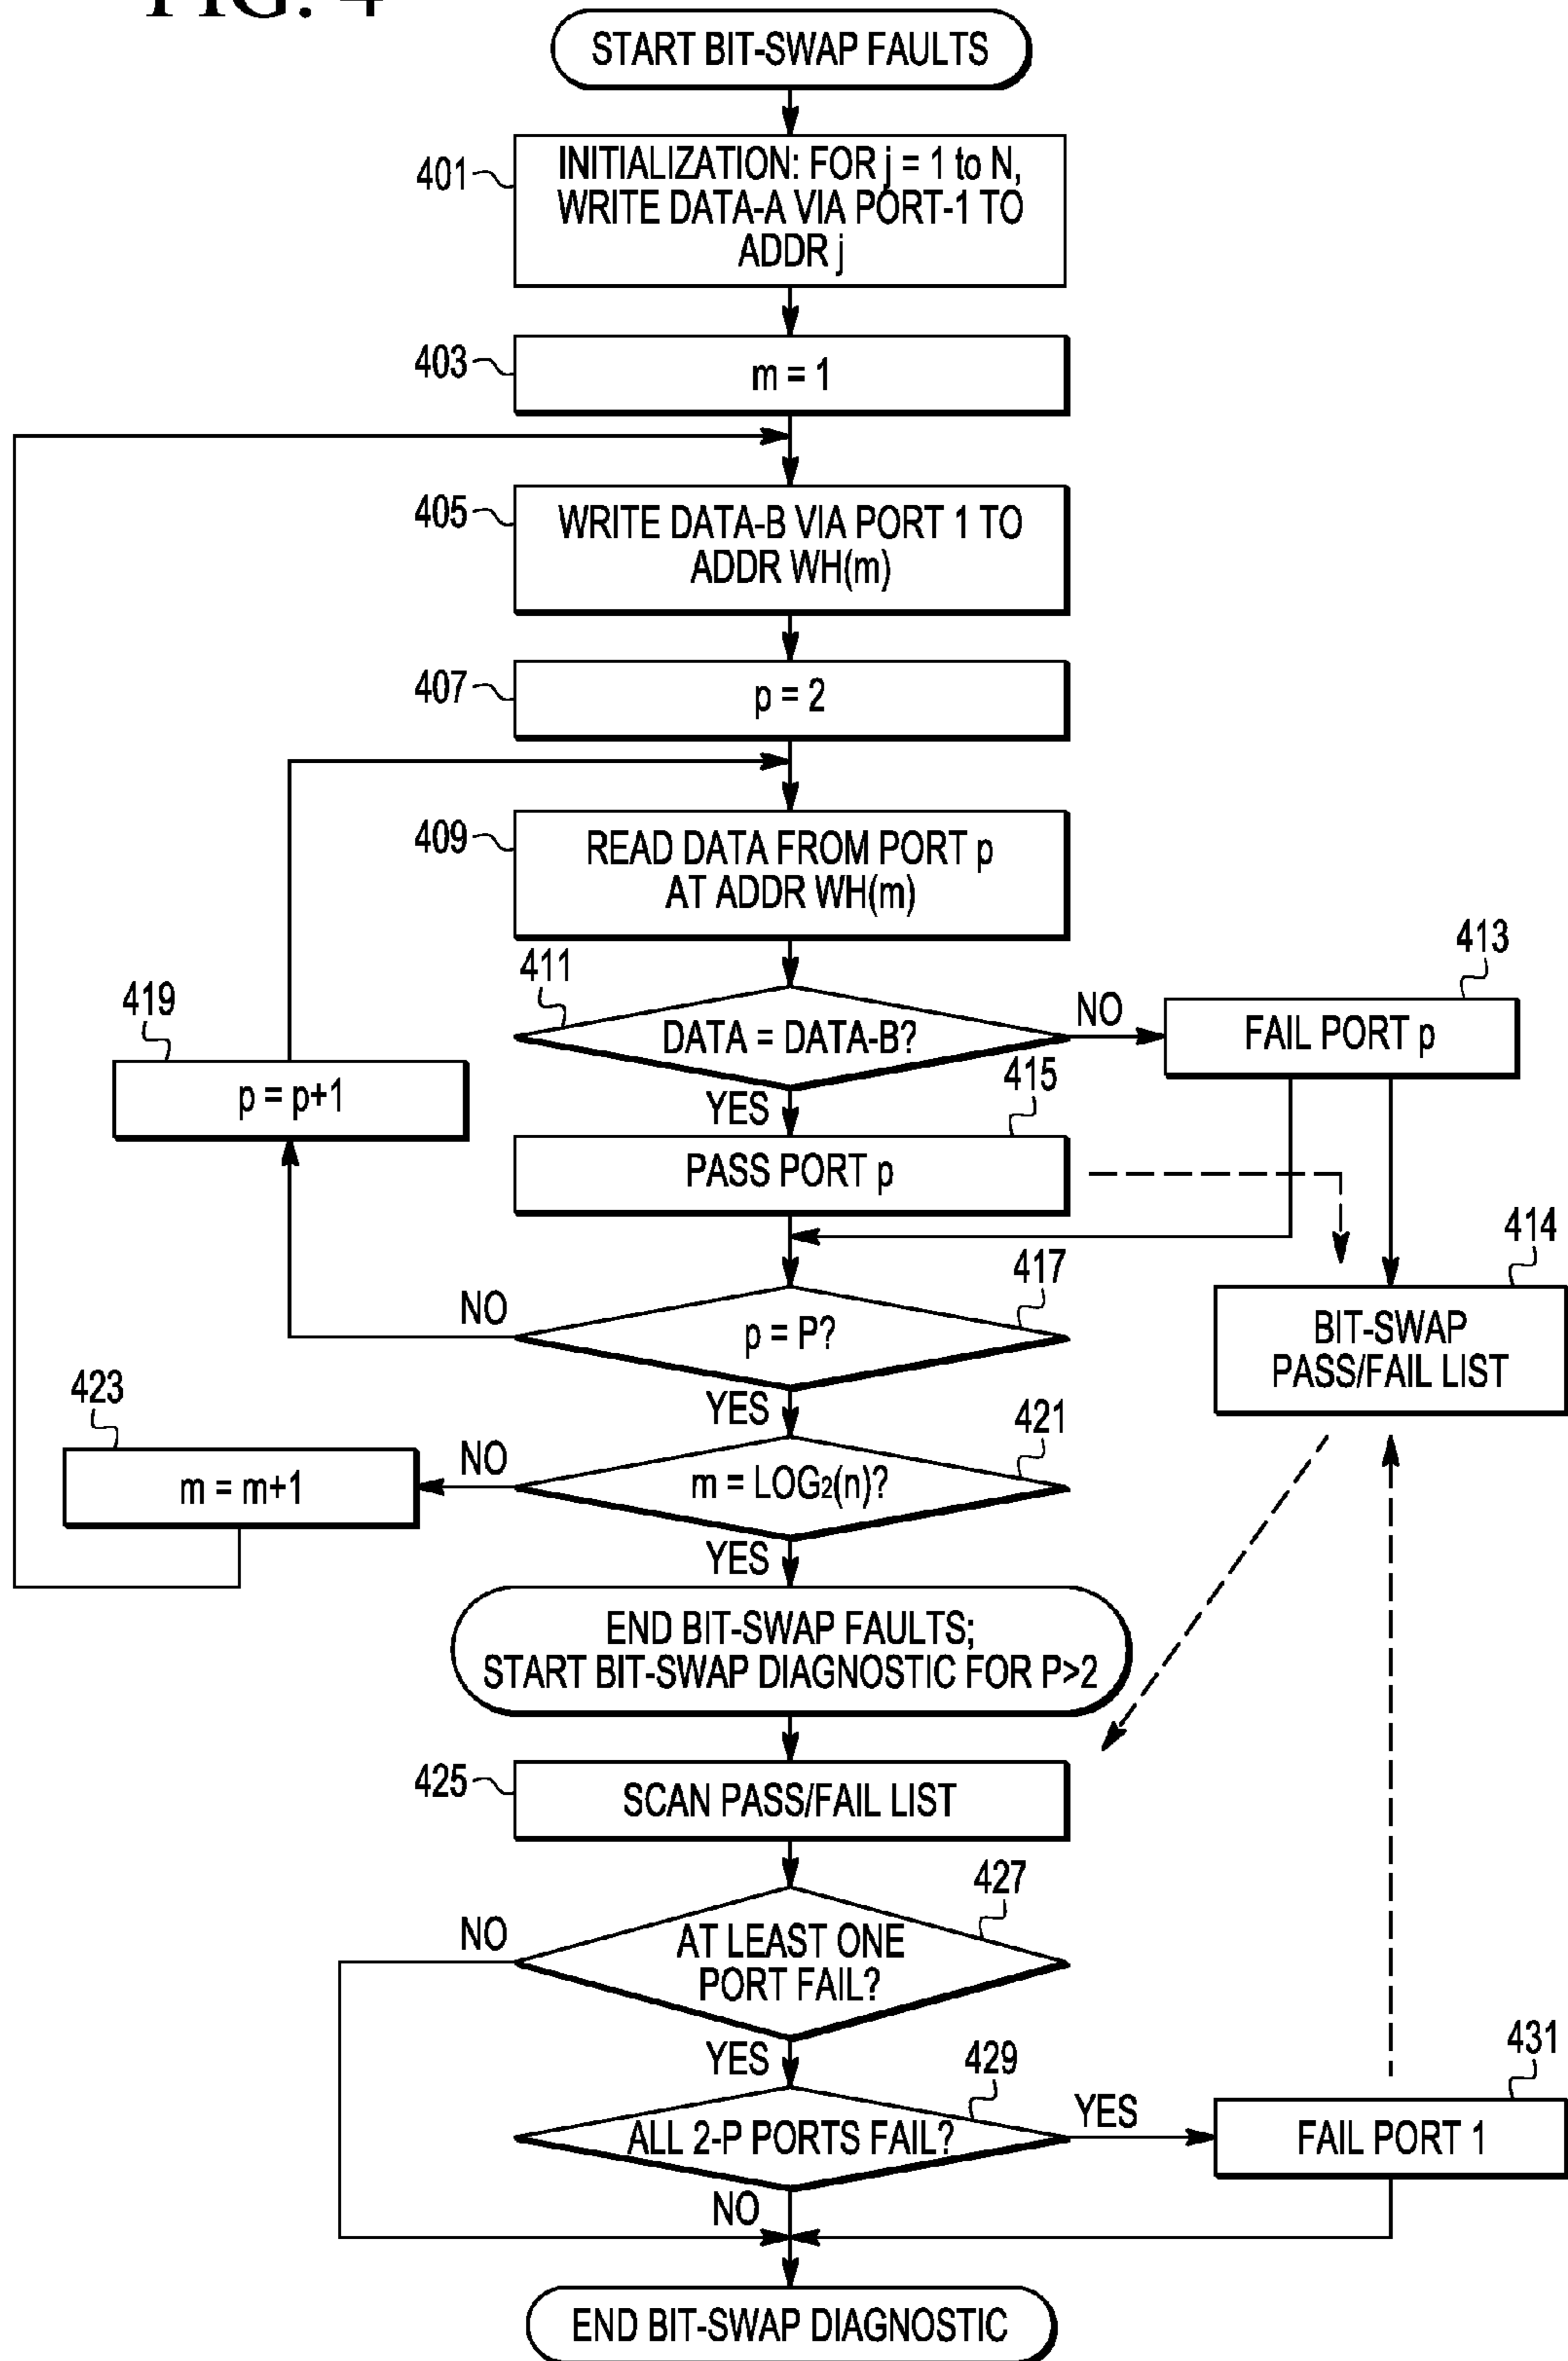 FIG. 4
START BIT-SWAP FAULTS
401
INITIALIZATION: FOR j = 1 to N,
WRITE DATA-A VIA PORT-1 TO
ADDR j
403
m = 1
405
WRITE DATA-B VIA PORT 1 TO
ADDR WH(m)
407
p = 2
409
READ DATA FROM PORT p
AT ADDR WH(m)
411
DATA = DATA-B?
NO
413
FAIL PORT p
419
p = p+1
YES
415
PASS PORT p
414
BIT-SWAP
PASS/FAIL LIST
417
p = P?
NO
YES
421
m = LOG2(n)?
NO
423
m = m+1
YES
END BIT-SWAP FAULTS;
START BIT-SWAP DIAGNOSTIC FOR P>2
425
SCAN PASS/FAIL LIST
427
AT LEAST ONE
PORT FAIL?
NO
YES
429
ALL 2-P PORTS FAIL?
YES
431
FAIL PORT 1
NO
END BIT-SWAP DIAGNOSTIC